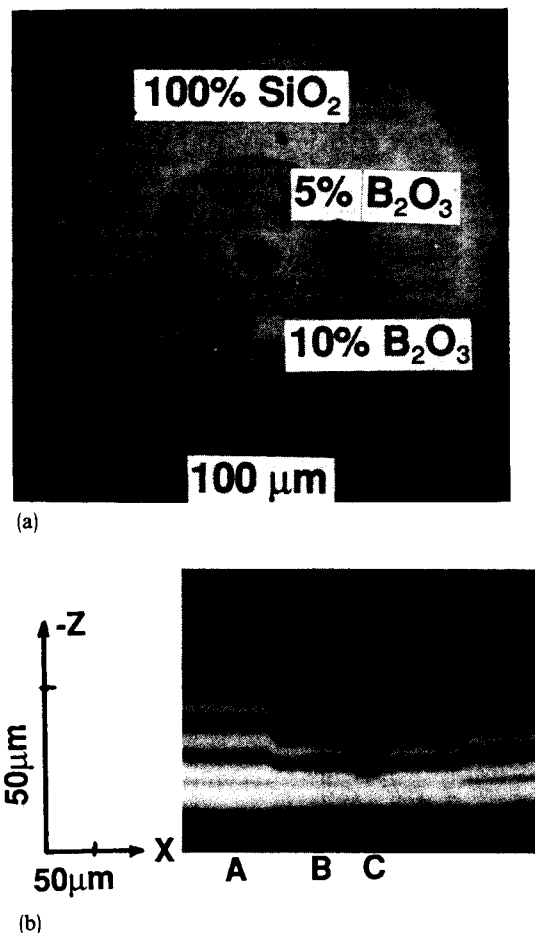 100% SiO₂
5% B₂O₃
10% B₂O₃
100 μm
(a)
-Z
50μm
X
50μm
A B C
(b)